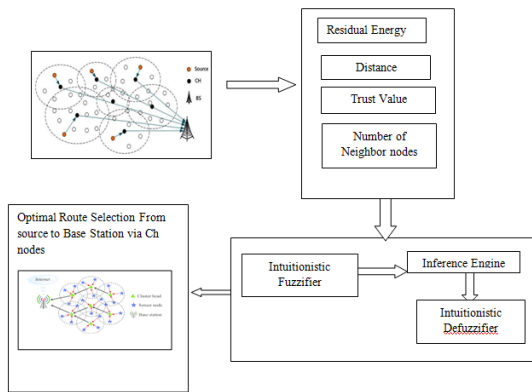 Source
CH
BS
Residual Energy
Distance
Trust Value
Number of
Neighbor nodes
Optimal Route Selection From
source to Base Station via Ch
nodes
Cluster head
Sensor node
Base station
Intuitionistic
Fuzzifier
Inference Engine
Intuitionistic
Defuzzifier